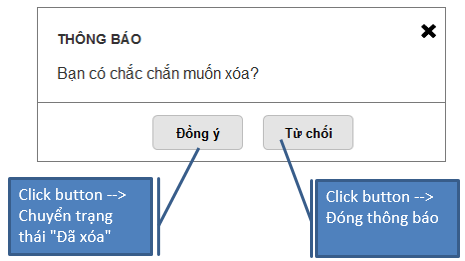 THÔNG BÁO
Bạn có chắc chắn muốn xóa?
Đồng ý
Từ chối
Click button -->
Chuyển trạng
thái "Đã xóa"
Click button -->
Đóng thông báo